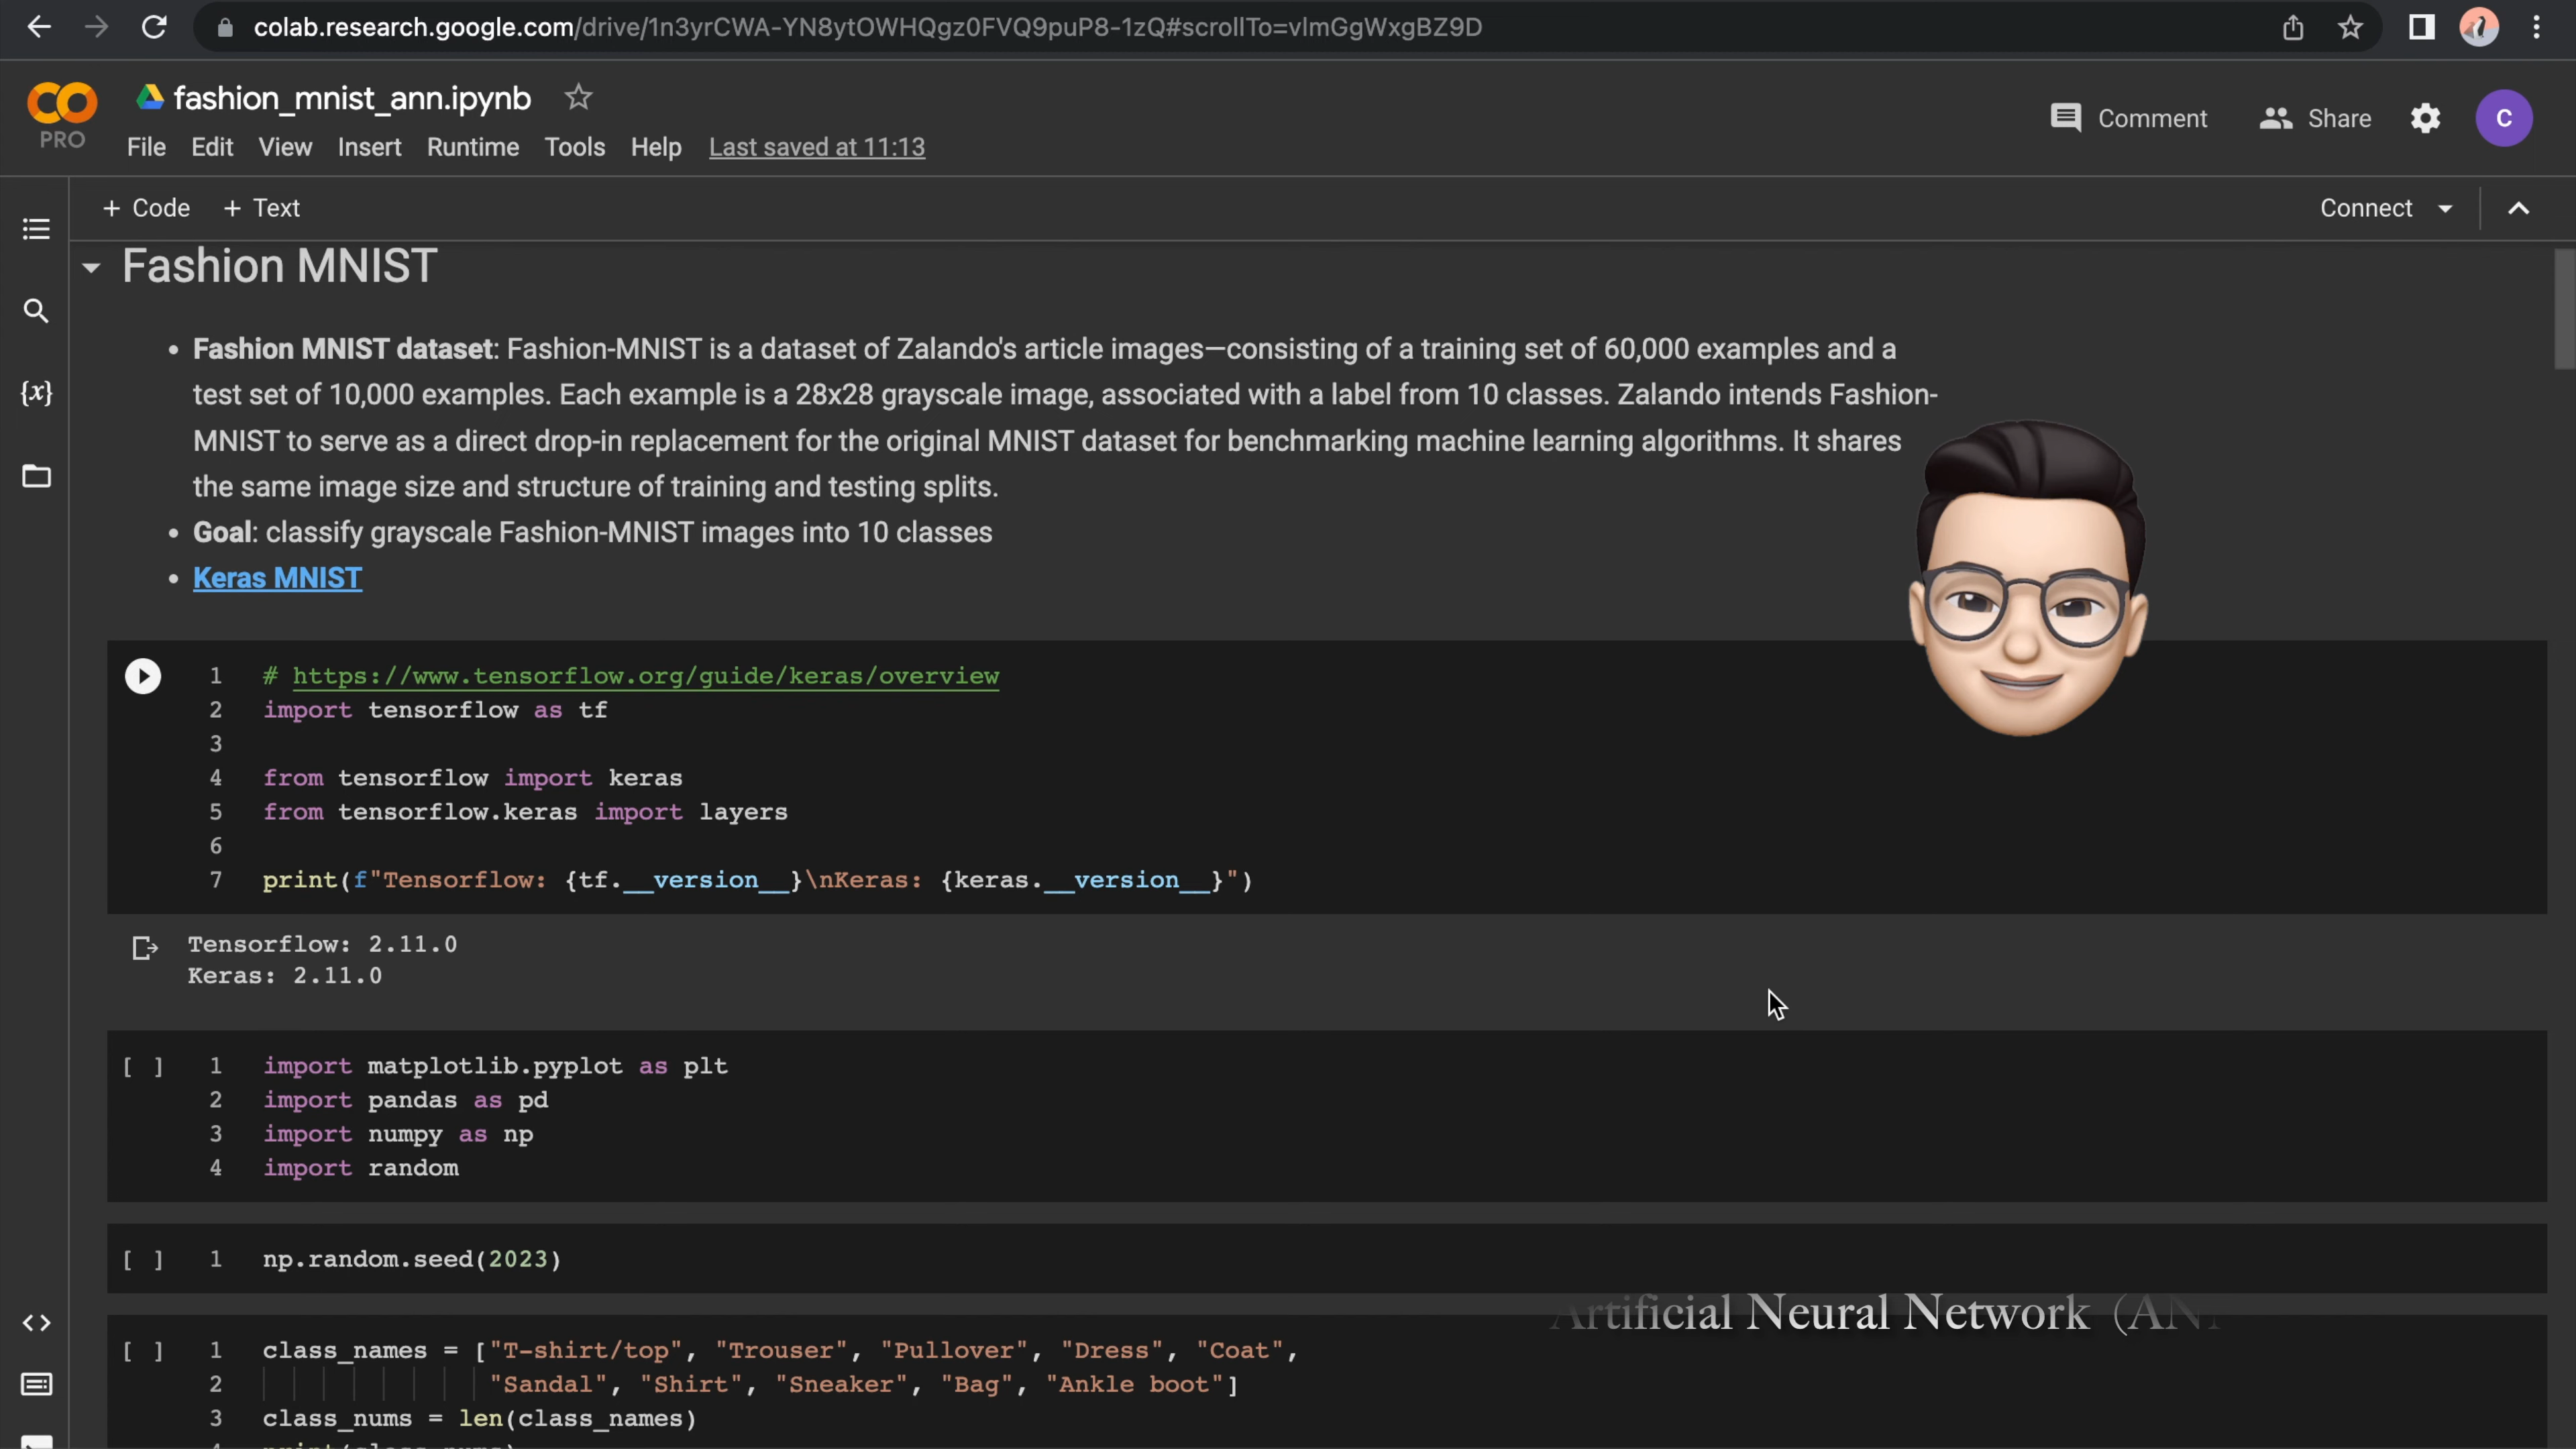 colab.research.google.com/drive/1n3yrCWA-YN8ytOWHQgz0FVQ9puP8-1zQ#scrollTo=vlmGgWxgBZ9D
CO
PRO
fashion_mnist_ann.ipynb
File Edit View Insert Runtime Tools Help Last saved at 11:13
Comment Share C
+ Code + Text
Connect
Fashion MNIST
• Fashion MNIST dataset: Fashion-MNIST is a dataset of Zalando's article images—consisting of a training set of 60,000 examples and a
test set of 10,000 examples. Each example is a 28x28 grayscale image, associated with a label from 10 classes. Zalando intends Fashion-
MNIST to serve as a direct drop-in replacement for the original MNIST dataset for benchmarking machine learning algorithms. It shares
the same image size and structure of training and testing splits.
• Goal: classify grayscale Fashion-MNIST images into 10 classes
• Keras MNIST
{x}
1 # https://www.tensorflow.org/guide/keras/overview
2 import tensorflow as tf
3
4 from tensorflow import keras
5 from tensorflow.keras import layers
6
7 print(f"Tensorflow: {tf.__version__}\nKeras: {keras.__version__}")
Tensorflow: 2.11.0
Keras: 2.11.0
[ ] 1 import matplotlib.pyplot as plt
2 import pandas as pd
3 import numpy as np
4 import random
[ ] 1 np.random.seed(2023)
Artificial Neural Network (AN
[ ] 1 class_names = ["T-shirt/top", "Trouser", "Pullover", "Dress", "Coat",
2 "Sandal", "Shirt", "Sneaker", "Bag", "Ankle boot"]
3 class_nums = len(class_names)